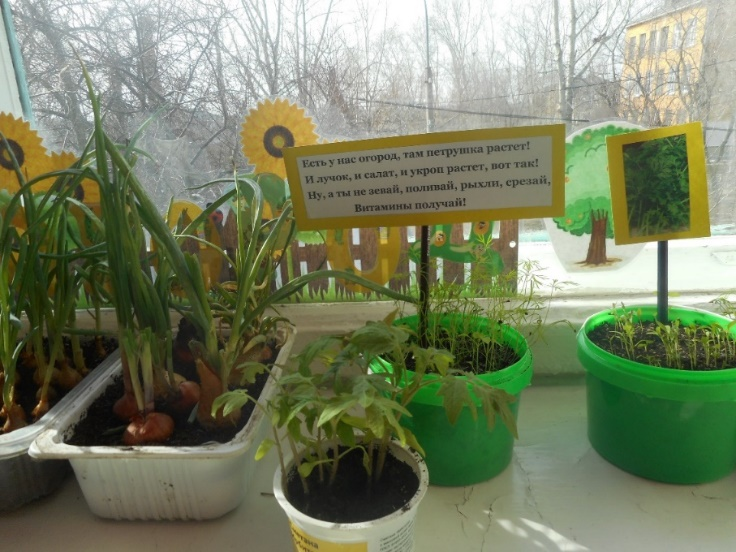 Есть у нас огород, там петрушка растет!
И лучок, и салат, и укроп растет, вот так!
Ну, а ты не зевай, поливай, рыхли, срезай,
Витамины получай!